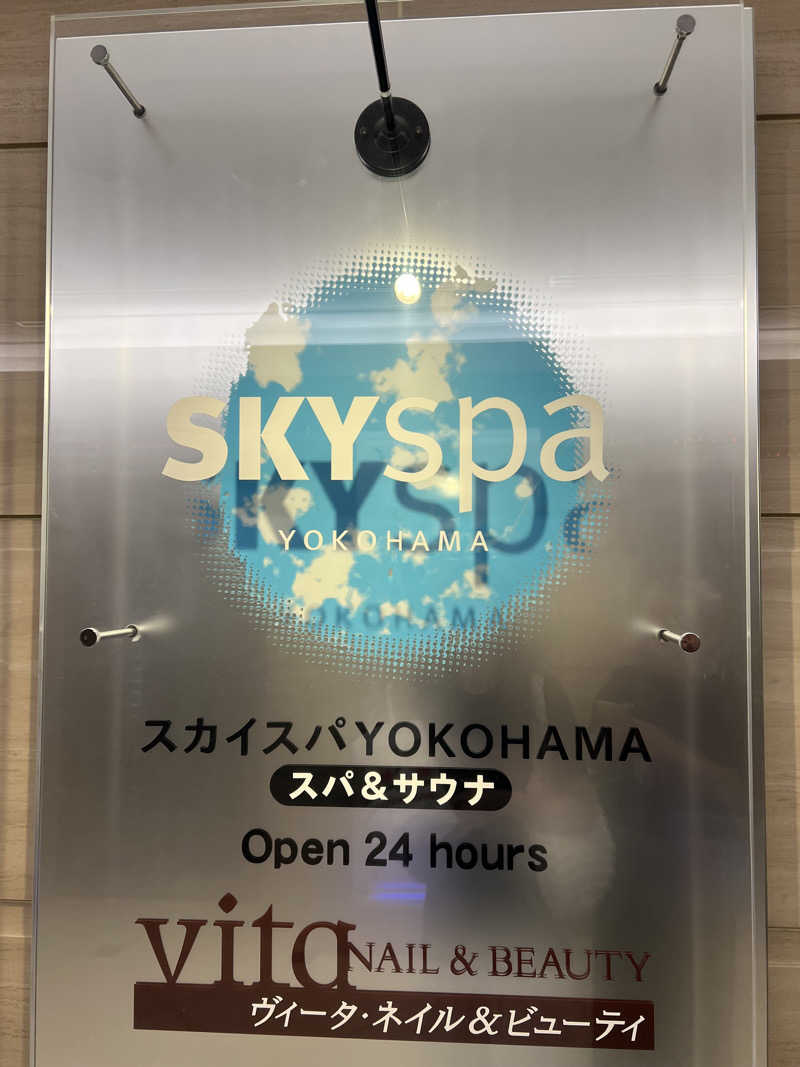 SKYspa
YOKOHAMA
スカイスパYOKOHAMA
スパ&サウナ
Open 24 hours
vita NAIL & BEAUTY
ヴィータ・ネイル&ビューティ